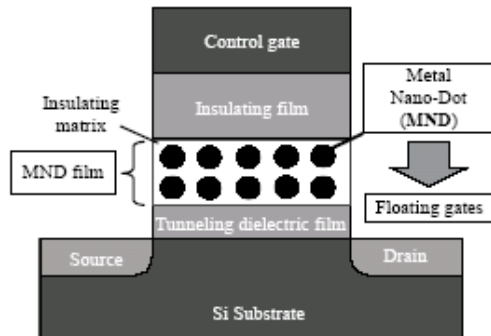 Control gate
Metal
Nano-Dot
(MND)
Insulating
matrix
Insulating film
MND film
Floating gates
Tunneling dielectric film
Source
Drain
Si Substrate